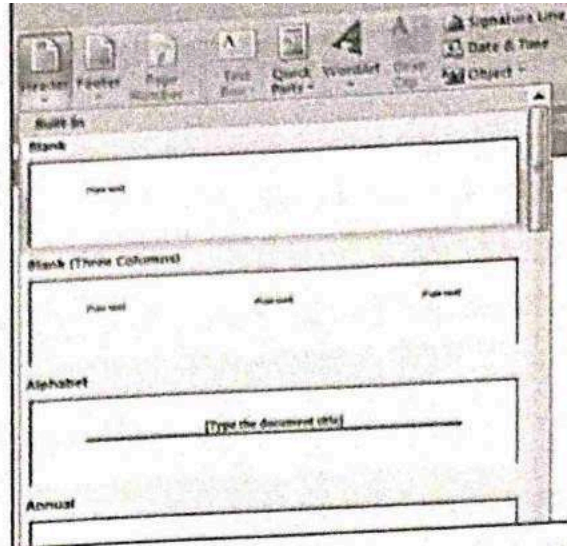 Signature Line
Date & Time
Object
Header
Footer
Page Number
Text Box
Quick Parts
WordArt
Drop Cap
Built In
Blank
Blank (Three Columns)
Alphabet
[Type the document title]
Annual